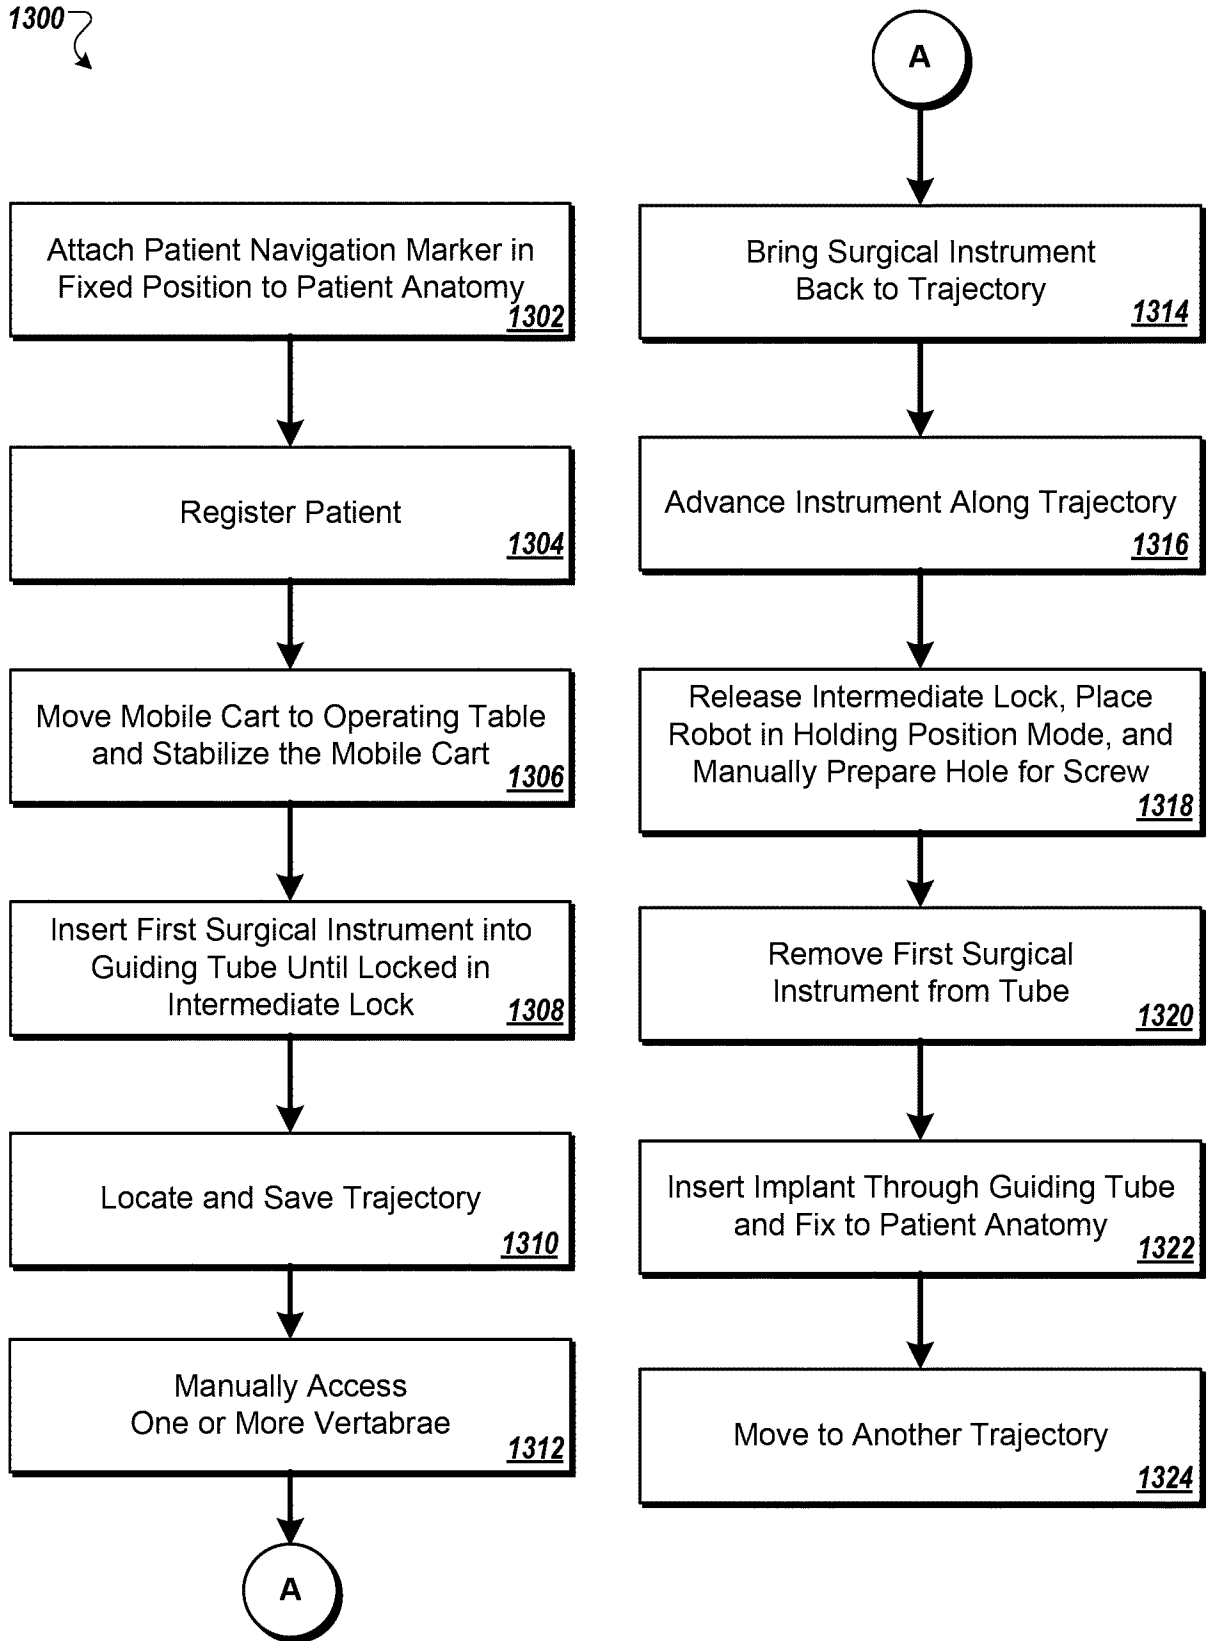 1300
Attach Patient Navigation Marker in
Fixed Position to Patient Anatomy
1302
Register Patient
1304
Move Mobile Cart to Operating Table
and Stabilize the Mobile Cart
1306
Insert First Surgical Instrument into
Guiding Tube Until Locked in
Intermediate Lock
1308
Locate and Save Trajectory
1310
Manually Access
One or More Vertabrae
1312
A
A
Bring Surgical Instrument
Back to Trajectory
1314
Advance Instrument Along Trajectory
1316
Release Intermediate Lock, Place
Robot in Holding Position Mode, and
Manually Prepare Hole for Screw
1318
Remove First Surgical
Instrument from Tube
1320
Insert Implant Through Guiding Tube
and Fix to Patient Anatomy
1322
Move to Another Trajectory
1324